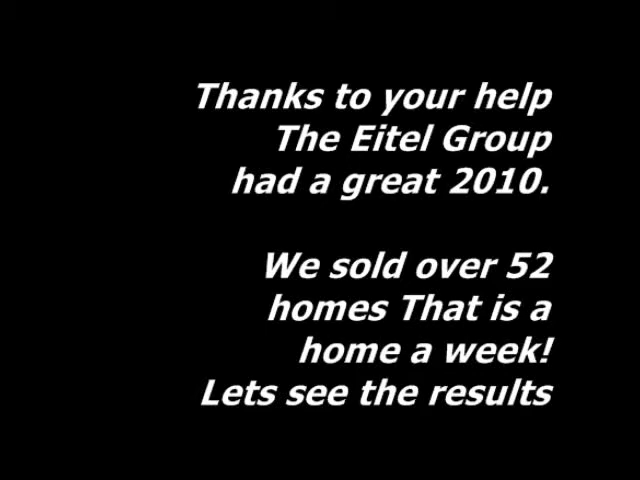 Thanks to your help
The Eitel Group
had a great 2010.
We sold over 52
homes That is a
home a week!
Lets see the results